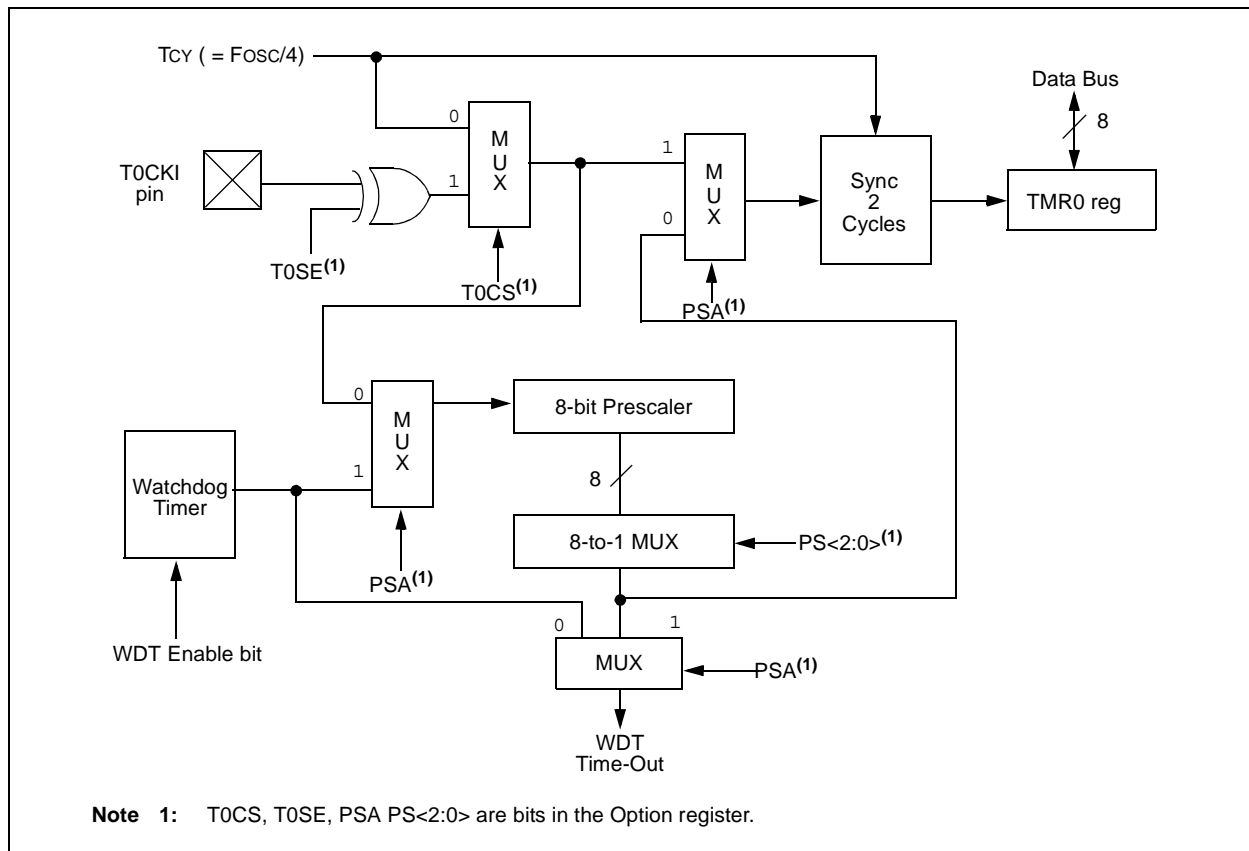 TCY ( = FOSC/4)
Data Bus
0
M
U
X
8
T0CKI
pin
1
1
M
U
X
Sync
2
Cycles
TMR0 reg
0
T0SE(1)
T0CS(1)
PSA(1)
0
M
U
X
8-bit Prescaler
1
8
Watchdog
Timer
8-to-1 MUX
PS<2:0>(1)
PSA(1)
0
1
WDT Enable bit
MUX
PSA(1)
WDT
Time-Out
Note 1: T0CS, T0SE, PSA PS<2:0> are bits in the Option register.